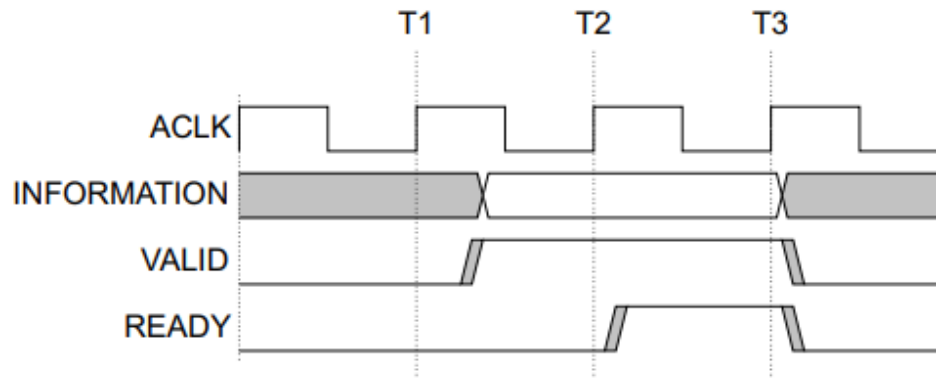 T1 T2 T3
ACLK
INFORMATION
VALID
READY